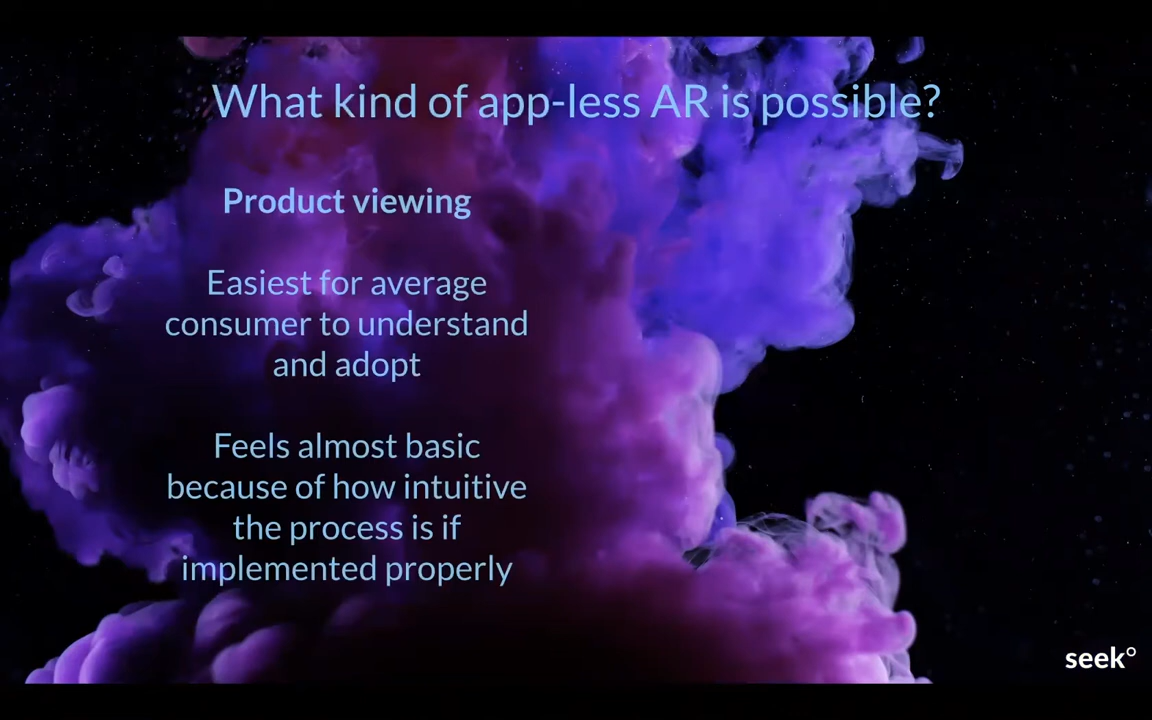 What kind of app-less AR is possible?
Product viewing
Easiest for average
consumer to understand
and adopt
Feels almost basic
because of how intuitive
the process is if
implemented properly
seek°